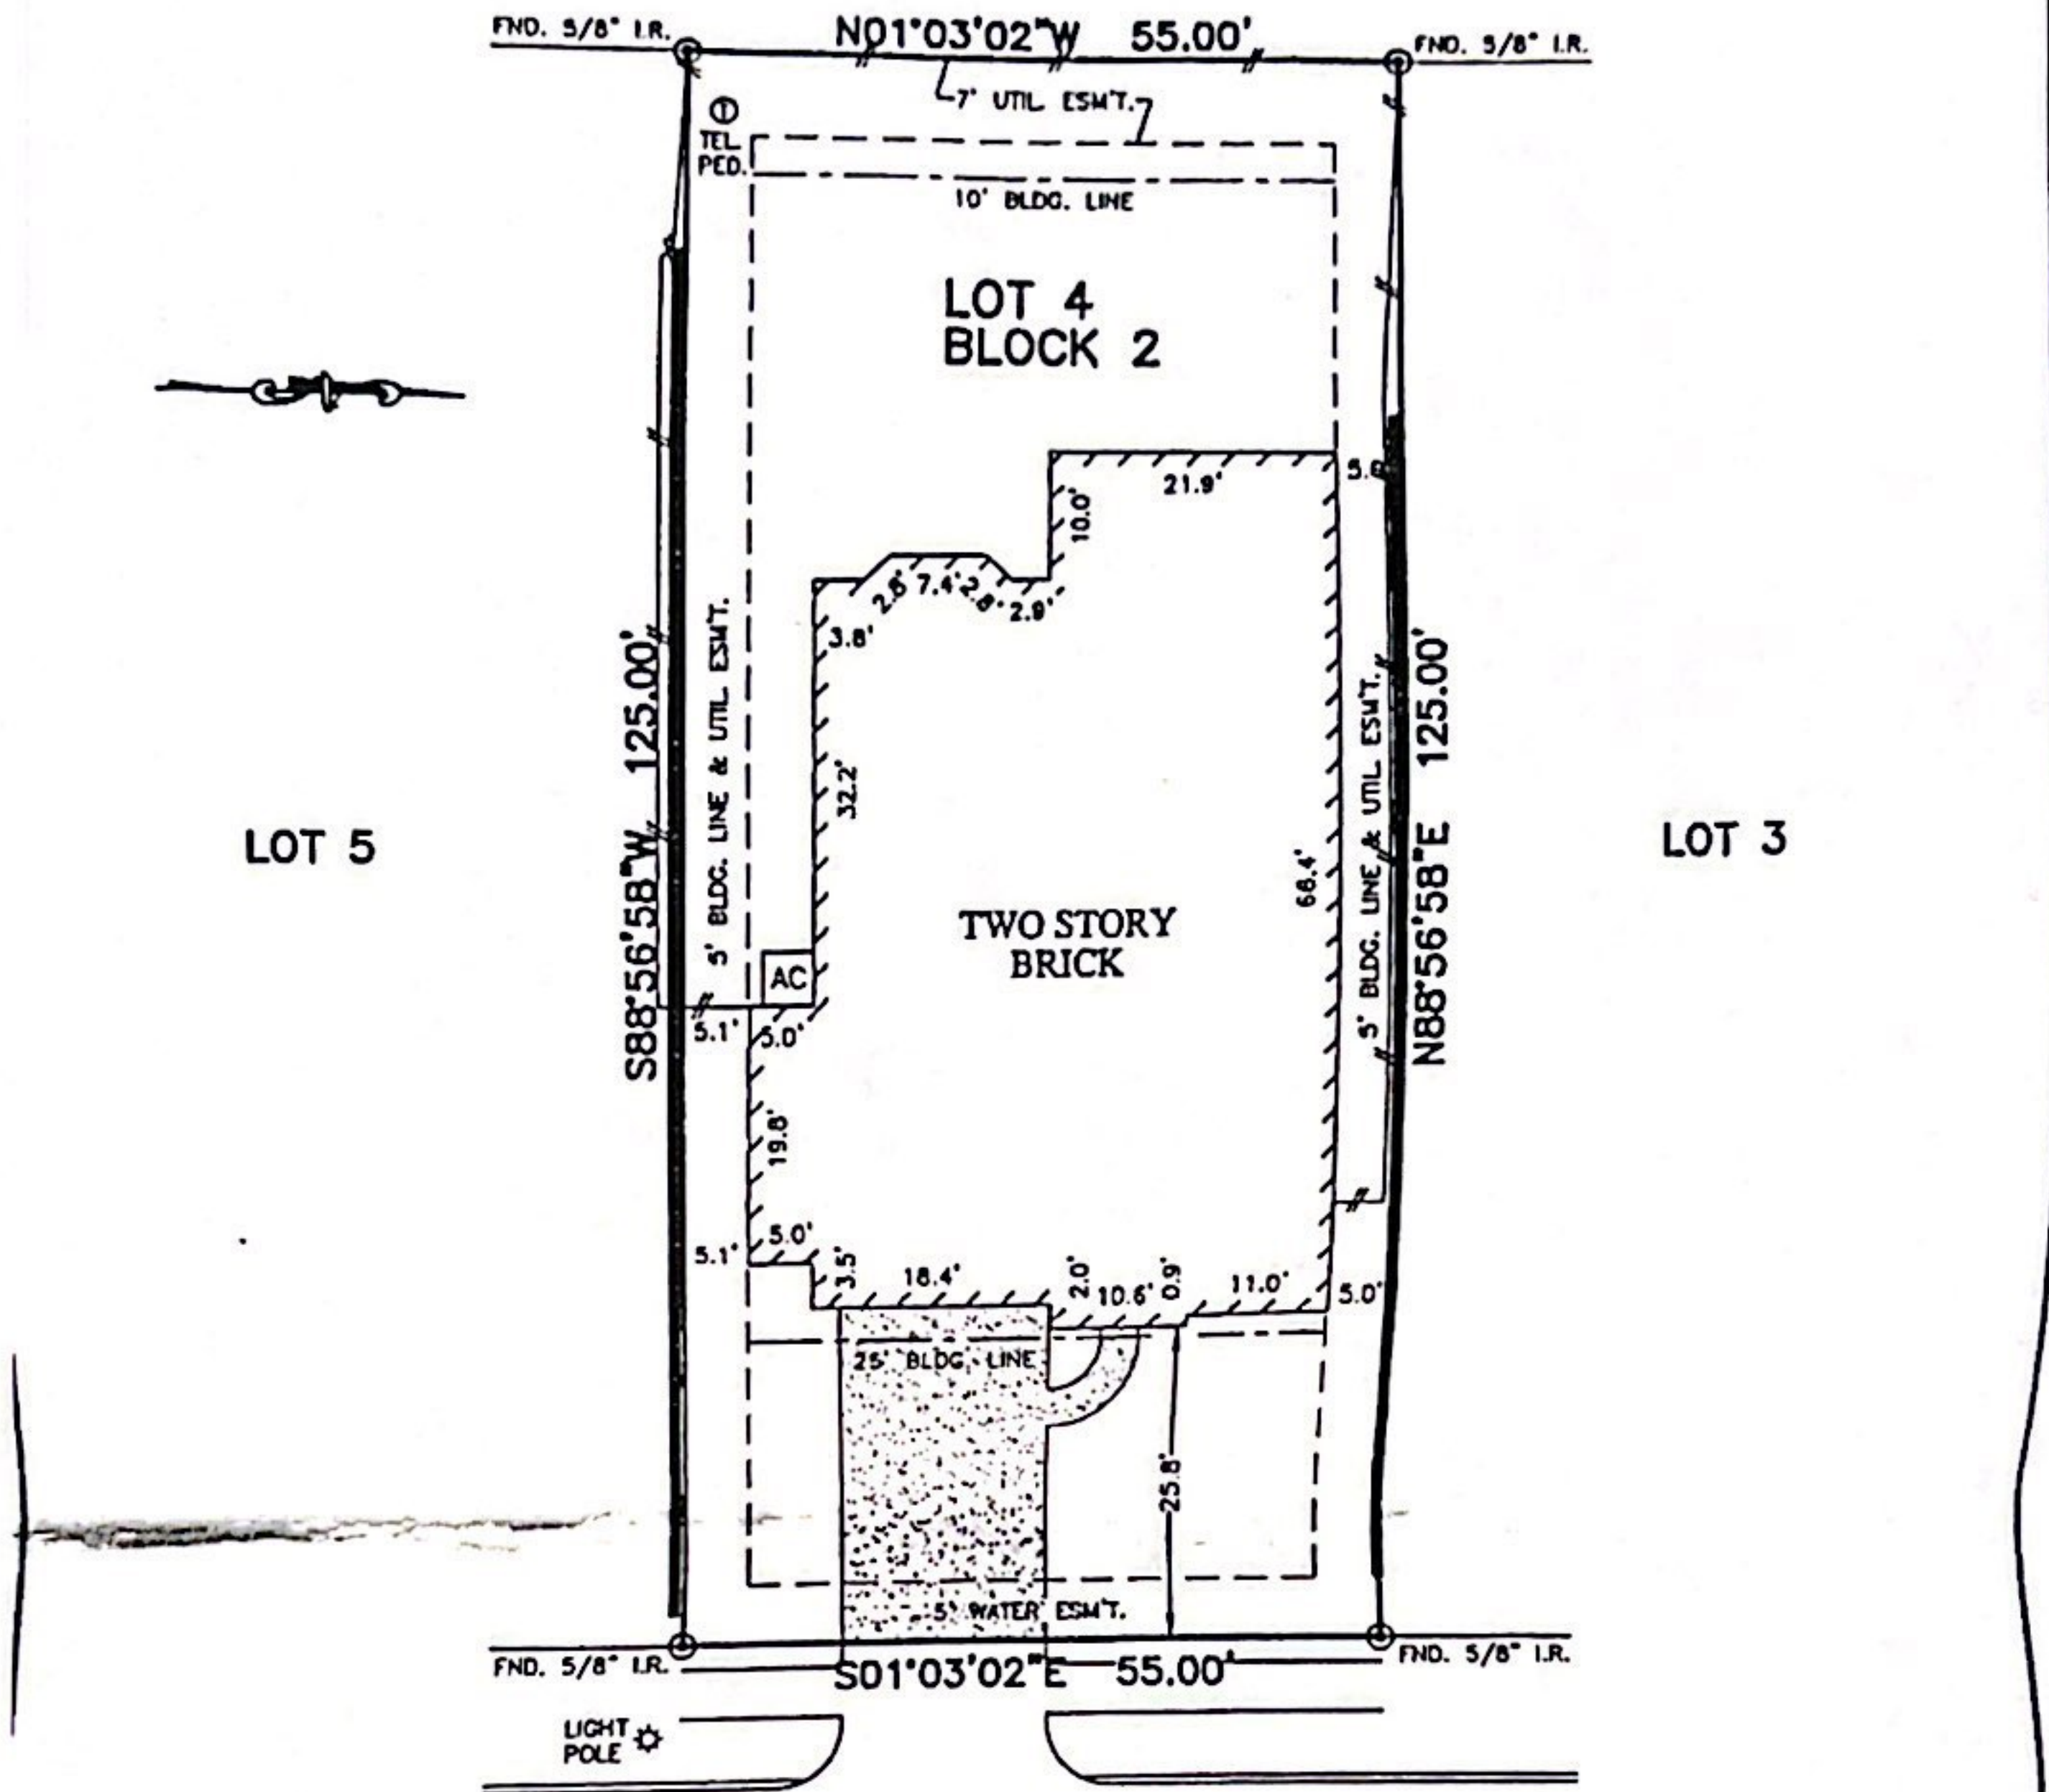 FND. 5/8" I.R.
N01°03'02"W 55.00'
FND. 5/8" I.R.
7' UTIL ESM'T.
TEL.
PED.
10' BLDG. LINE
LOT 4
BLOCK 2
21.9'
10.0'
2.8' 7.4' 2.8' 2.9'
3.8'
32.2'
S88°56'58"W 125.00'
5' BLDG. LINE & UTIL ESM'T.
5' BLDG. LINE & UTIL ESM'T.
N88°56'58"E 125.00'
LOT 5
LOT 3
68.4'
TWO STORY
BRICK
AC
5.1' 5.0'
19.8'
5.1' 5.0'
3.5'
18.4'
2.0'
10.6'
0.9'
11.0'
5.0'
25' BLDG. LINE
25.8'
5' WATER ESM'T.
FND. 5/8" I.R.
S01°03'02"E 55.00'
FND. 5/8" I.R.
LIGHT
POLE